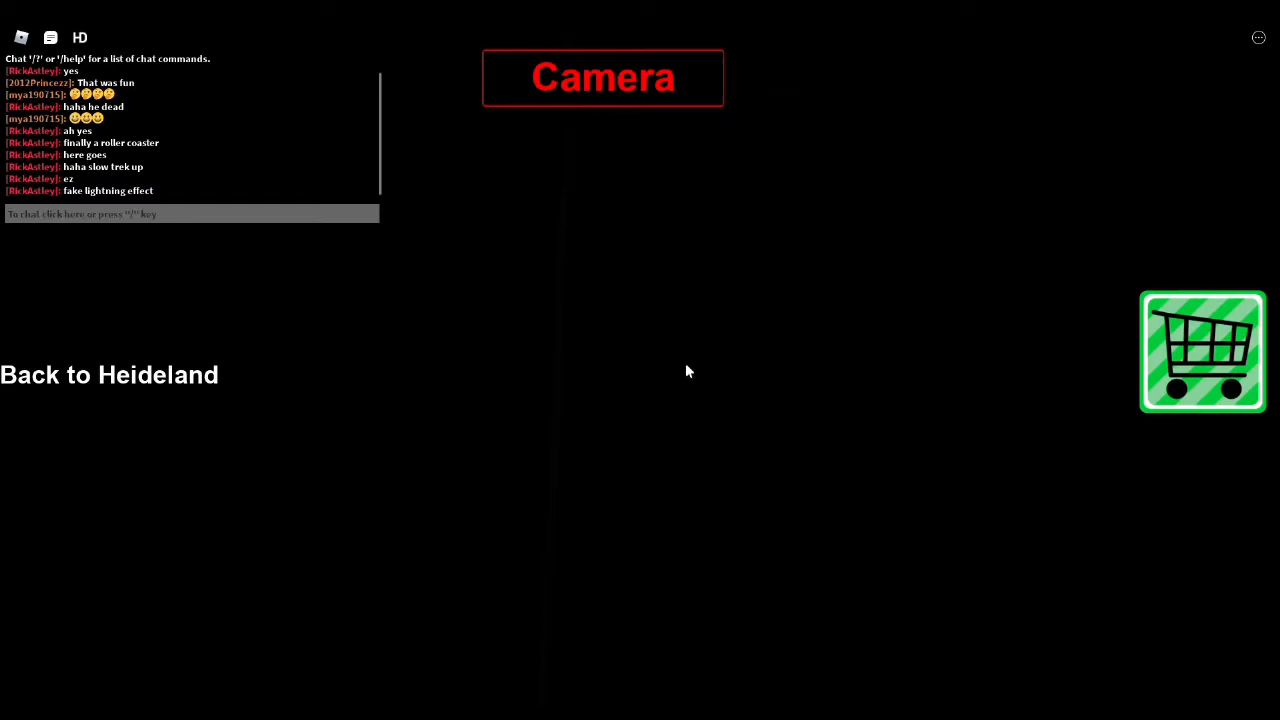 HD
Chat '/?' or '/help' for a list of chat commands.
[RickAstley]: yes
[2012Princezz]: That was fun
[mya190715]: 🤔🤔🤔🤔
[RickAstley]: haha he dead
[mya190715]: 😀😀😀
[RickAstley]: ah yes
[RickAstley]: finally a roller coaster
[RickAstley]: here goes
[RickAstley]: haha slow trek up
[RickAstley]: ez
[RickAstley]: fake lightning effect
To chat click here or press "/" key
Camera
Back to Heideland